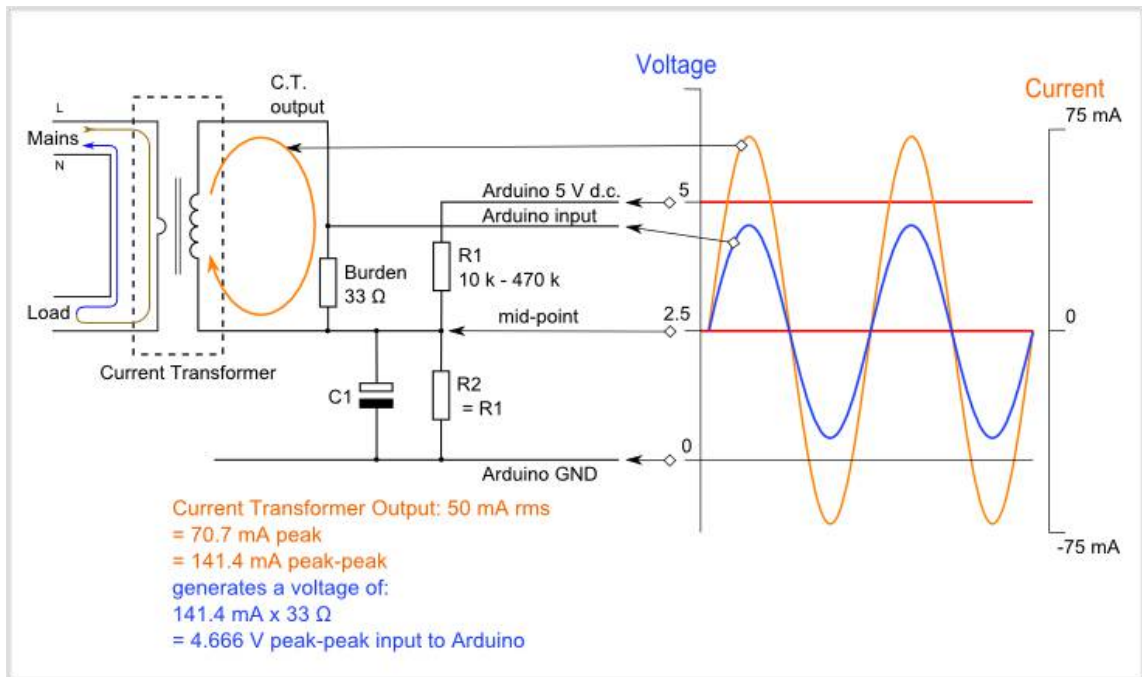 Voltage
Current
75 mA
C.T.
output
L
Mains
N
Arduino 5 V d.c.
5
Arduino input
R1
10 k - 470 k
Burden
33 Ω
Load
mid-point
2.5
0
Current Transformer
C1
R2
= R1
0
Arduino GND
-75 mA
Current Transformer Output: 50 mA rms
= 70.7 mA peak
= 141.4 mA peak-peak
generates a voltage of:
141.4 mA x 33 Ω
= 4.666 V peak-peak input to Arduino